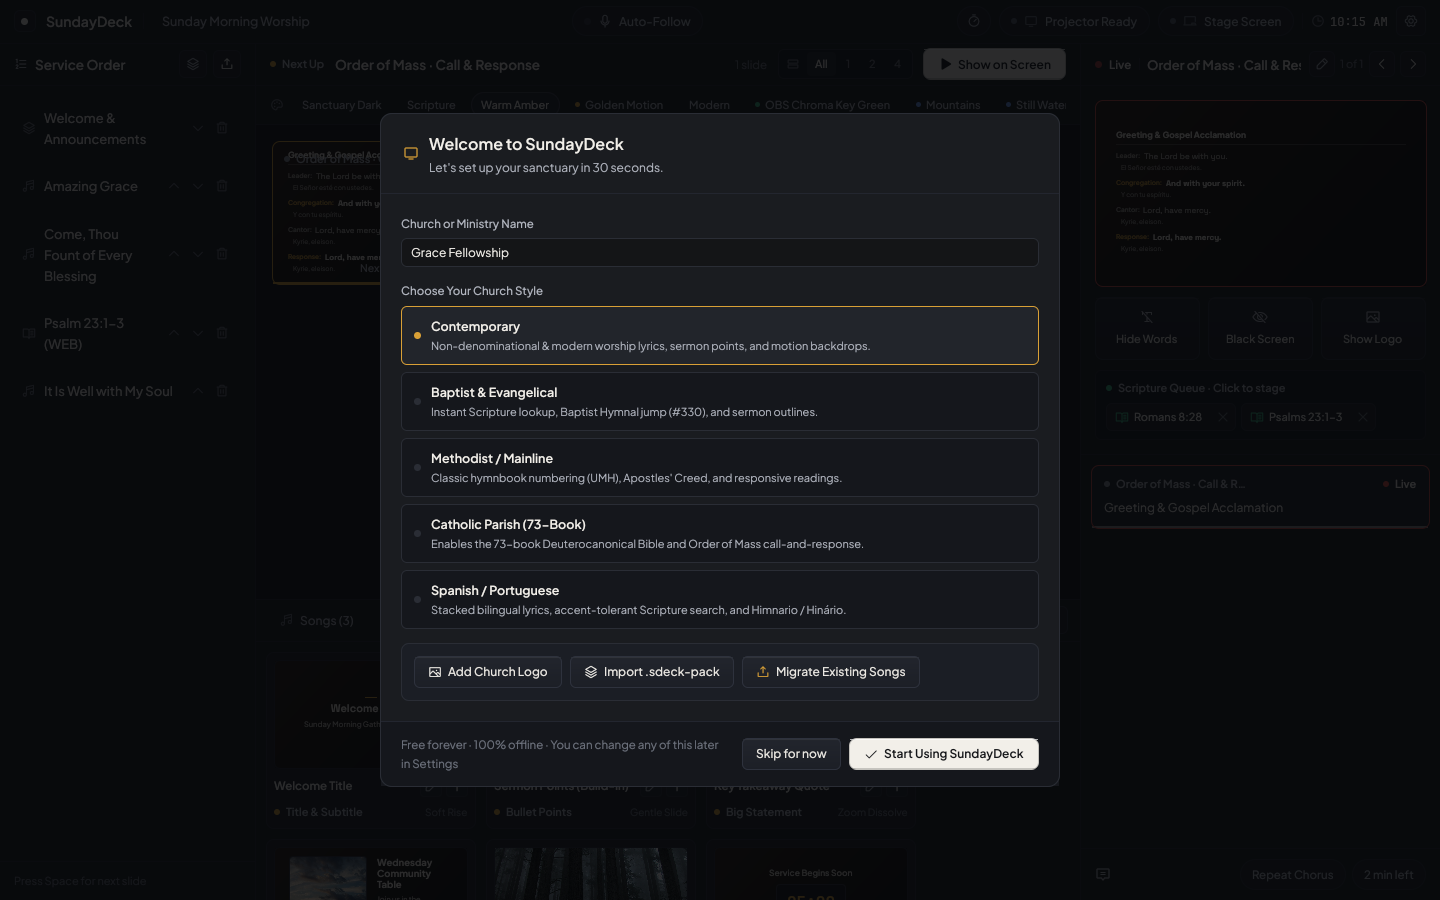 SundayDeck
Sunday Morning Worship
Auto-Follow
Projector Ready
Stage Screen
10:15 AM
Service Order
Next Up
Order of Mass · Call & Response
1 slide
All
1
2
4
Show on Screen
Live
Order of Mass · Call & Res
1 of 1
Sanctuary Dark
Scripture
Warm Amber
Golden Motion
Modern
OBS Chroma Key Green
Mountains
Still Wate
Welcome &
Announcements
Amazing Grace
Come, Thou
Fount of Every
Blessing
Psalm 23:1-3
(WEB)
It Is Well with My Soul
Press Space for next slide
Welcome to SundayDeck
Let's set up your sanctuary in 30 seconds.
Church or Ministry Name
Grace Fellowship
Choose Your Church Style
Contemporary
Non-denominational & modern worship lyrics, sermon points, and motion backdrops.
Baptist & Evangelical
Instant Scripture lookup, Baptist Hymnal jump (#330), and sermon outlines.
Methodist / Mainline
Classic hymnbook numbering (UMH), Apostles' Creed, and responsive readings.
Catholic Parish (73-Book)
Enables the 73-book Deuterocanonical Bible and Order of Mass call-and-response.
Spanish / Portuguese
Stacked bilingual lyrics, accent-tolerant Scripture search, and Himnario / Hinário.
Add Church Logo
Import .sdeck-pack
Migrate Existing Songs
Free forever · 100% offline · You can change any of this later
in Settings
Skip for now
Start Using SundayDeck
Songs (3)
Welcome
Welcome Title
Title & Subtitle
Soft Rise
Bullet Points
Gentle Slide
Key Takeaway Quote
Big Statement
Zoom Dissolve
Wednesday
Community
Table
Service Begins Soon
Greeting & Gospel Acclamation
Leader: The Lord be with you.
Congregation: And with your spirit.
Y con tu espíritu.
Cantor: Lord, have mercy.
Kyrie, eleison.
Response: Lord, have mercy.
Kyrie, eleison.
Hide Words
Black Screen
Show Logo
Scripture Queue · Click to stage
Romans 8:28
Psalms 23:1-3
Order of Mass · Call & R...
Live
Greeting & Gospel Acclamation
Repeat Chorus
2 min left